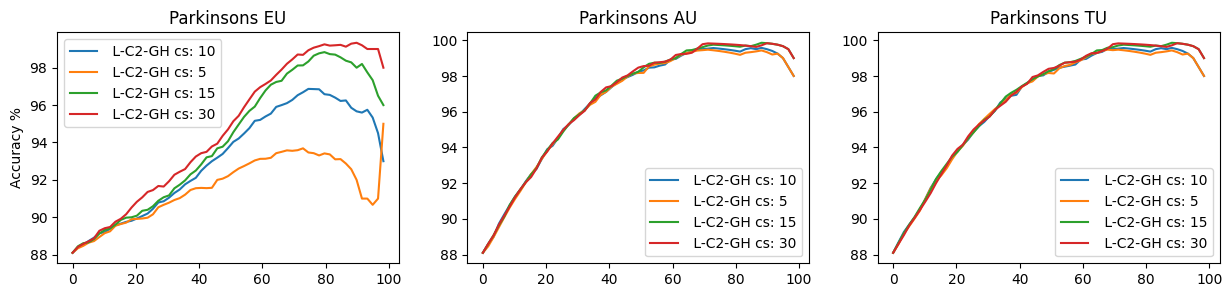 Parkinsons EU
Accuracy %
98
96
94
92
90
88
0 20 40 60 80 100
L-C2-GH cs: 10
L-C2-GH cs: 5
L-C2-GH cs: 15
L-C2-GH cs: 30
Parkinsons AU
100
98
96
94
92
90
88
0 20 40 60 80 100
L-C2-GH cs: 10
L-C2-GH cs: 5
L-C2-GH cs: 15
L-C2-GH cs: 30
Parkinsons TU
100
98
96
94
92
90
88
0 20 40 60 80 100
L-C2-GH cs: 10
L-C2-GH cs: 5
L-C2-GH cs: 15
L-C2-GH cs: 30